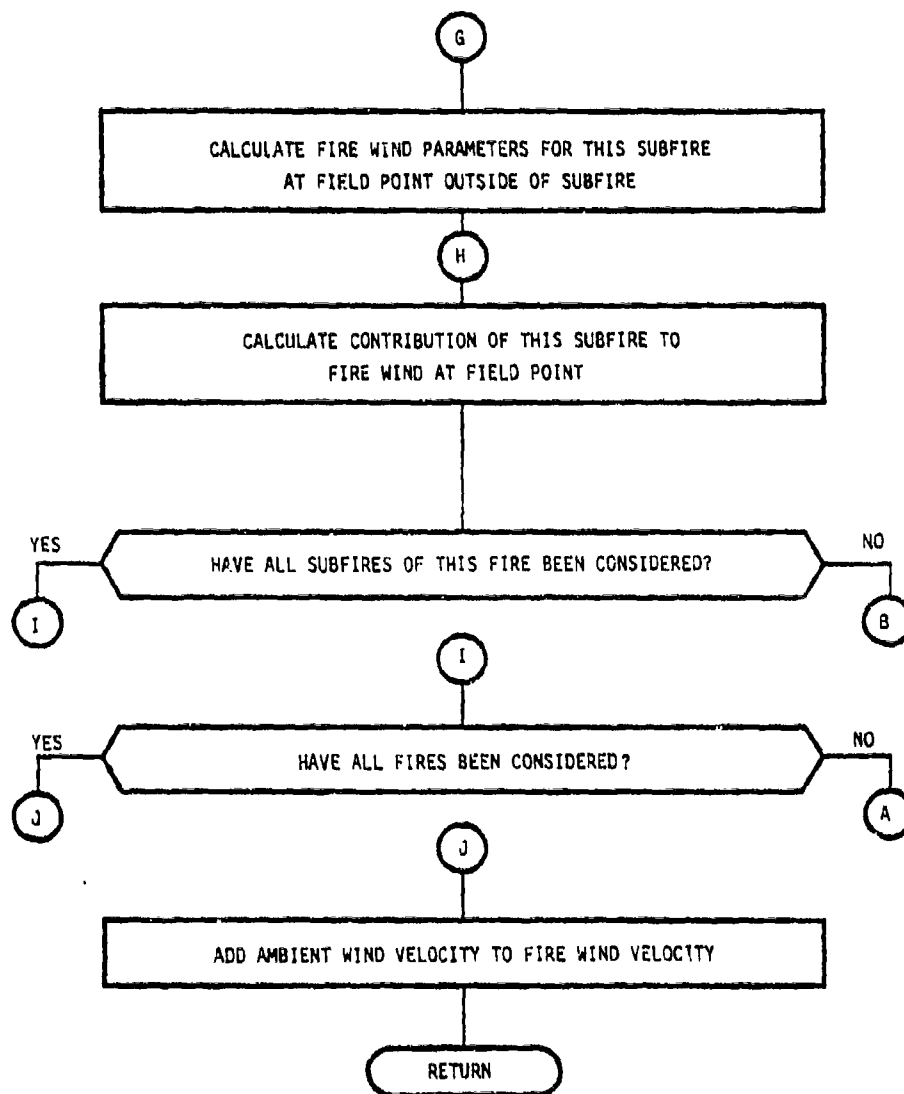 G
CALCULATE FIRE WIND PARAMETERS FOR THIS SUBFIRE
AT FIELD POINT OUTSIDE OF SUBFIRE
H
CALCULATE CONTRIBUTION OF THIS SUBFIRE TO
FIRE WIND AT FIELD POINT
YES
HAVE ALL SUBFIRES OF THIS FIRE BEEN CONSIDERED?
NO
I
B
I
YES
HAVE ALL FIRES BEEN CONSIDERED?
NO
J
A
J
ADD AMBIENT WIND VELOCITY TO FIRE WIND VELOCITY
RETURN